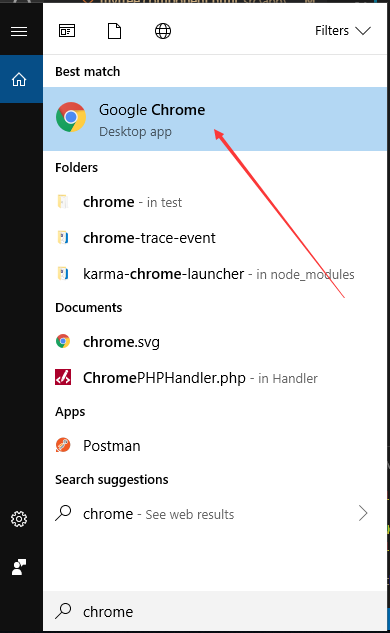 Filters
Best match
Google Chrome
Desktop app
Folders
chrome - in test
chrome-trace-event
karma-chrome-launcher - in node_modules
Documents
chrome.svg
ChromePHPHandler.php - in Handler
Apps
Postman
Search suggestions
chrome - See web results
chrome